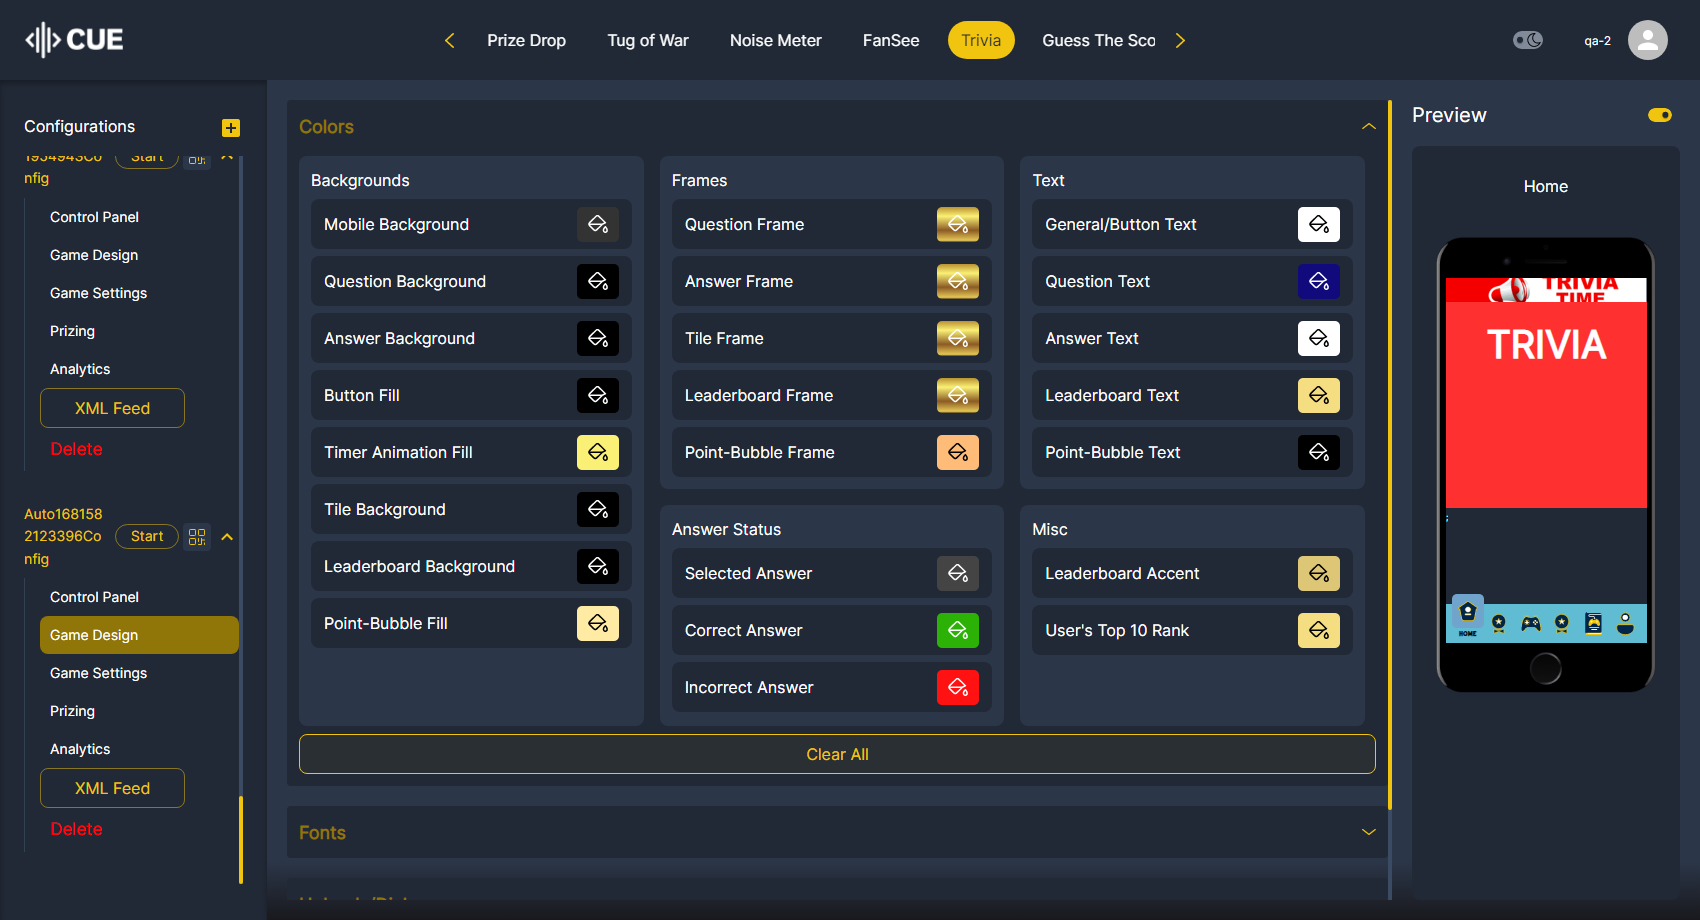 CUE
Prize Drop
Tug of War
Noise Meter
FanSee
Trivia
Guess The Sco
qa-2
Configurations
1954943Co
nfig
Start
Control Panel
Game Design
Game Settings
Prizing
Analytics
XML Feed
Delete
Auto168158
2123396Co
nfig
Start
Control Panel
Game Design
Game Settings
Prizing
Analytics
XML Feed
Delete
Colors
Backgrounds
Mobile Background
Question Background
Answer Background
Button Fill
Timer Animation Fill
Tile Background
Leaderboard Background
Point-Bubble Fill
Frames
Question Frame
Answer Frame
Tile Frame
Leaderboard Frame
Point-Bubble Frame
Text
General/Button Text
Question Text
Answer Text
Leaderboard Text
Point-Bubble Text
Answer Status
Selected Answer
Correct Answer
Incorrect Answer
Misc
Leaderboard Accent
User's Top 10 Rank
Clear All
Fonts
Preview
Home
TRIVIA
TIME
TRIVIA
;
HOME